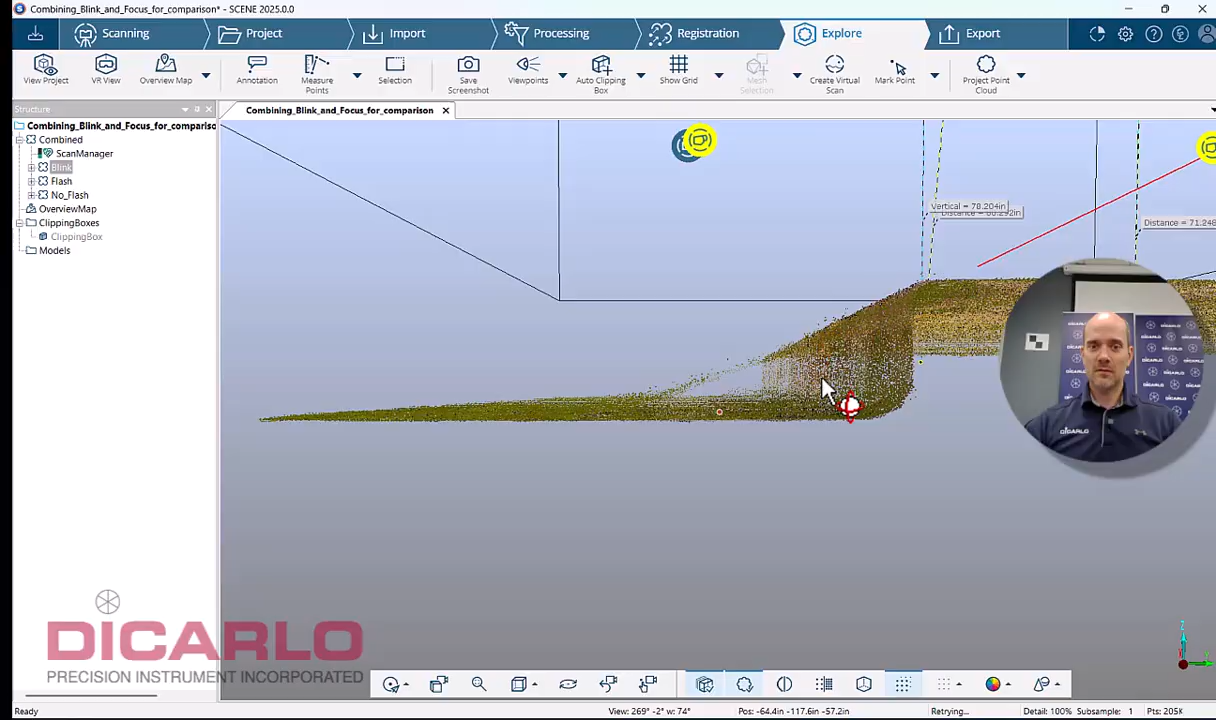 Combining_Blink_and_Focus_for_comparison* - SCENE 2025.0.0
Scanning
Project
Import
Processing
Registration
Explore
Export
View Project
VR View
Overview Map
Annotation
Measure Points
Selection
Save Screenshot
Viewpoints
Auto Clipping Box
Show Grid
Mesh Selection
Create Virtual Scan
Mark Point
Project Point Cloud
Structure
Combining_Blink_and_Focus_for_comparison
Combining_Blink_and_Focus_for_compariso
Combined
ScanManager
Blink
Flash
No_Flash
OverviewMap
ClippingBoxes
ClippingBox
Models
Vertical = 78.204in
Distance = 71.248
DICARLO
DICARLO
PRECISION INSTRUMENT INCORPORATED
Z
Ready
View: 269° -2° w: 74°
Pos: -64.4in -117.6in -57.2in
Retrying...
Detail: 100%
Subsample: 1
Pts: 205K